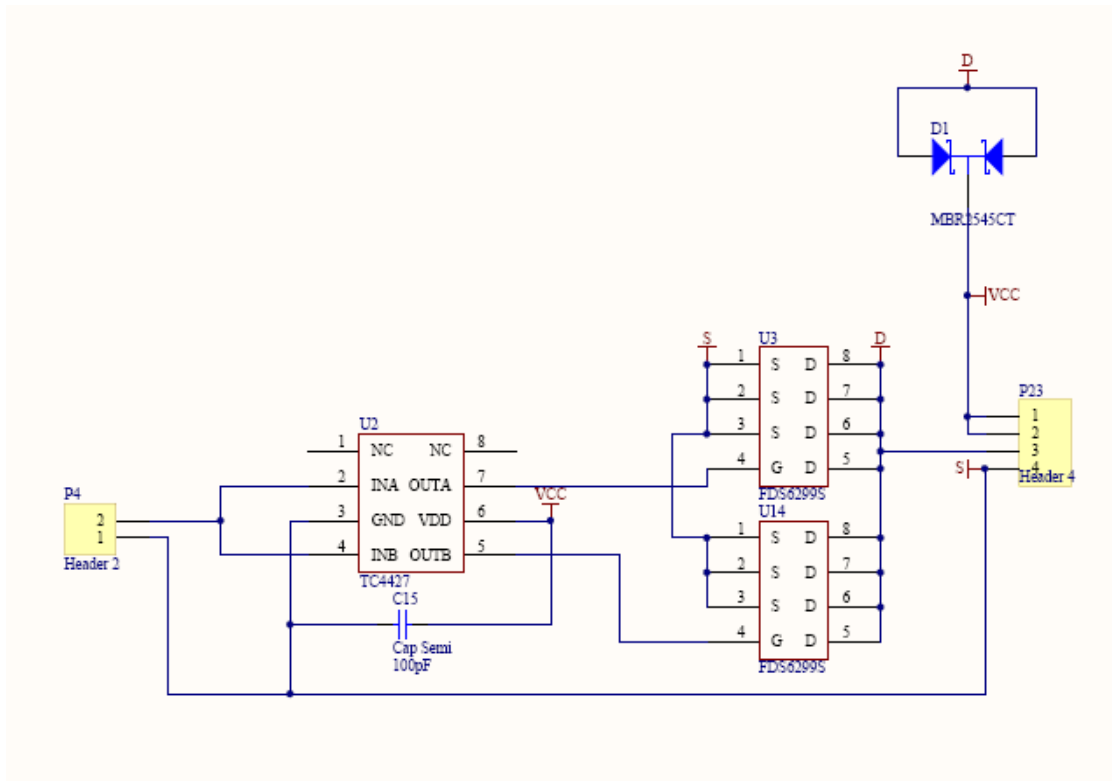 D
D1
MBR2545CT
VCC
S
U3
D
1 S D 8
2 S D 7
3 S D 6
4 G D 5
FDS6299S
P23
1
2
3
S 4
Header 4
U2
1 NC NC 8
2 INA OUTA 7
3 GND VDD 6
4 INB OUTB 5
TC4427
VCC
P4
2
1
Header 2
C15
Cap Semi
100pF
U14
1 S D 8
2 S D 7
3 S D 6
4 G D 5
FDS6299S